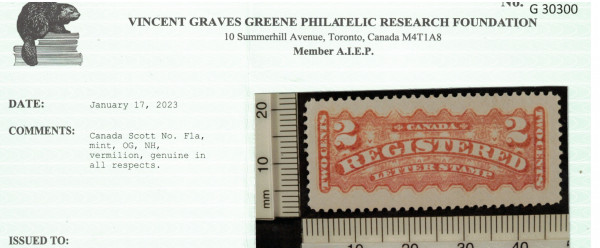 No. G 30300
VINCENT GRAVES GREENE PHILATELIC RESEARCH FOUNDATION
10 Summerhill Avenue, Toronto, Canada M4T1A8
Member A.I.E.P.
DATE: January 17, 2023
COMMENTS: Canada Scott No. F1a,
mint, OG, NH,
vermilion, genuine in
all respects.
20
10
mm
2 CANADA 2
REGISTERED
LETTER STAMP
TWO CENTS
TWO CENTS
10 20 30 40
ISSUED TO: